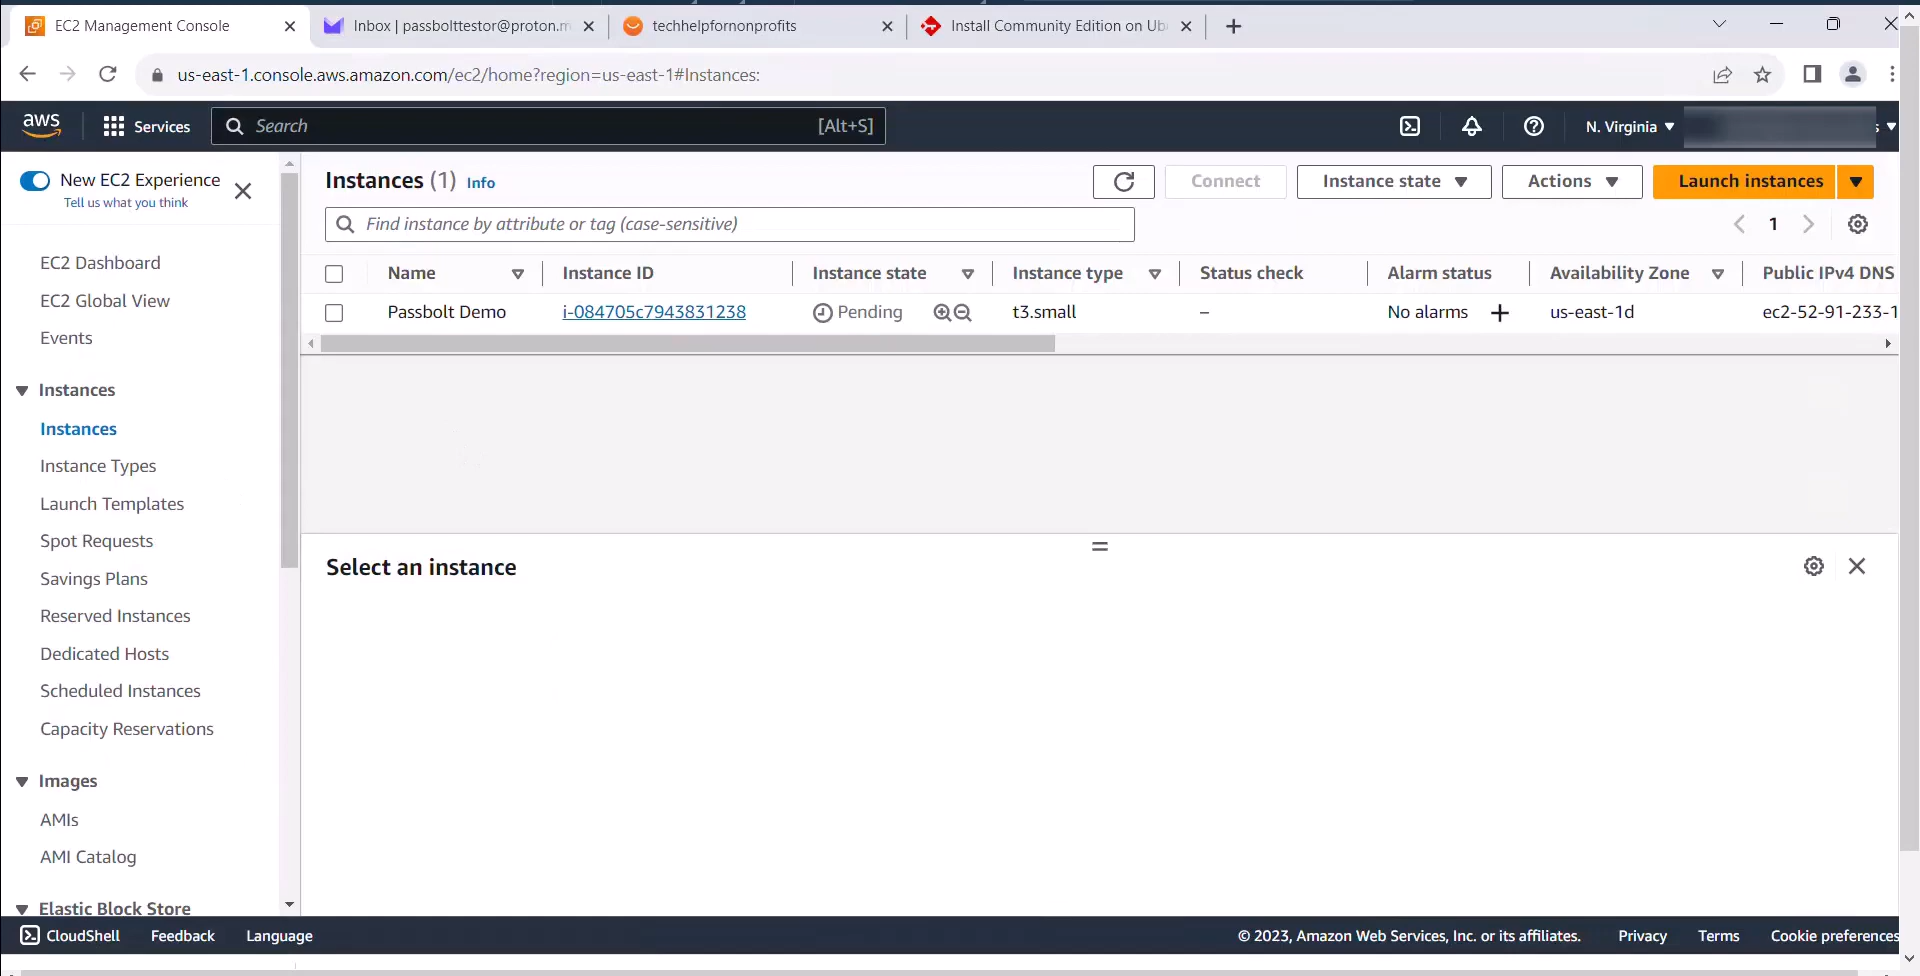 EC2 Management Console
Inbox | passbolttestor@proton.m
techhelpfornonprofits
Install Community Edition on Ub
us-east-1.console.aws.amazon.com/ec2/home?region=us-east-1#Instances:
aws
Services
Search
[Alt+S]
N. Virginia
s
New EC2 Experience
Tell us what you think
EC2 Dashboard
EC2 Global View
Events
Instances
Instances
Instance Types
Launch Templates
Spot Requests
Savings Plans
Reserved Instances
Dedicated Hosts
Scheduled Instances
Capacity Reservations
Images
AMIs
AMI Catalog
Elastic Block Store
Instances (1) Info
Connect
Instance state
Actions
Launch instances
Find instance by attribute or tag (case-sensitive)
1
Name Instance ID Instance state Instance type Status check Alarm status Availability Zone Public IPv4 DNS
Passbolt Demo i-084705c7943831238 Pending t3.small – No alarms + us-east-1d ec2-52-91-233-1
Select an instance
CloudShell Feedback Language
© 2023, Amazon Web Services, Inc. or its affiliates. Privacy Terms Cookie preferences